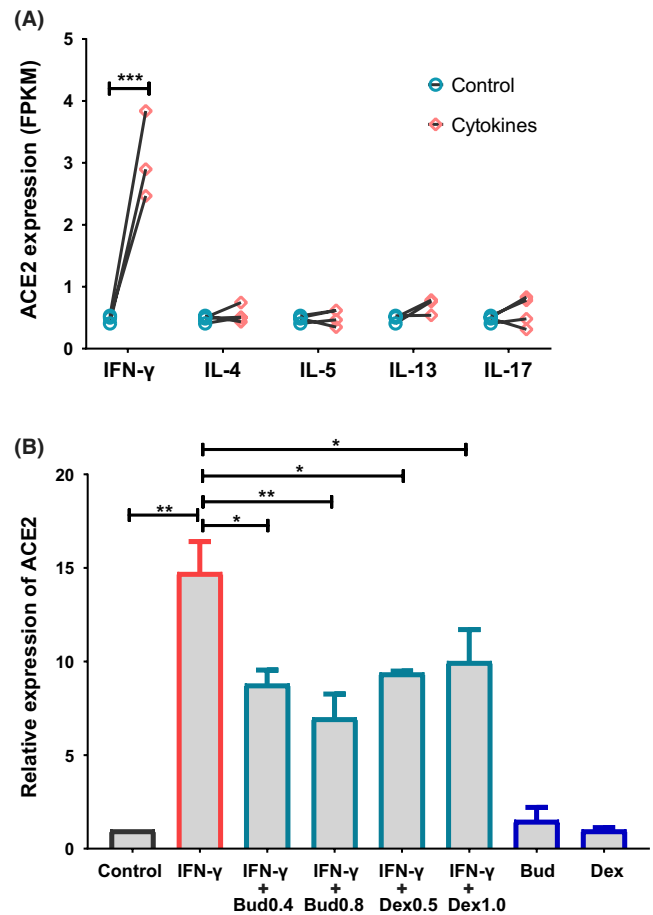 (A)
ACE2 expression (FPKM)
5
4
3
2
1
0
***
Control
Cytokines
IFN-γ IL-4 IL-5 IL-13 IL-17
(B)
Relative expression of ACE2
20
15
10
5
0
*
*
**
** *
Control IFN-γ IFN-γ IFN-γ IFN-γ IFN-γ Bud Dex
+ + + +
Bud0.4 Bud0.8 Dex0.5 Dex1.0